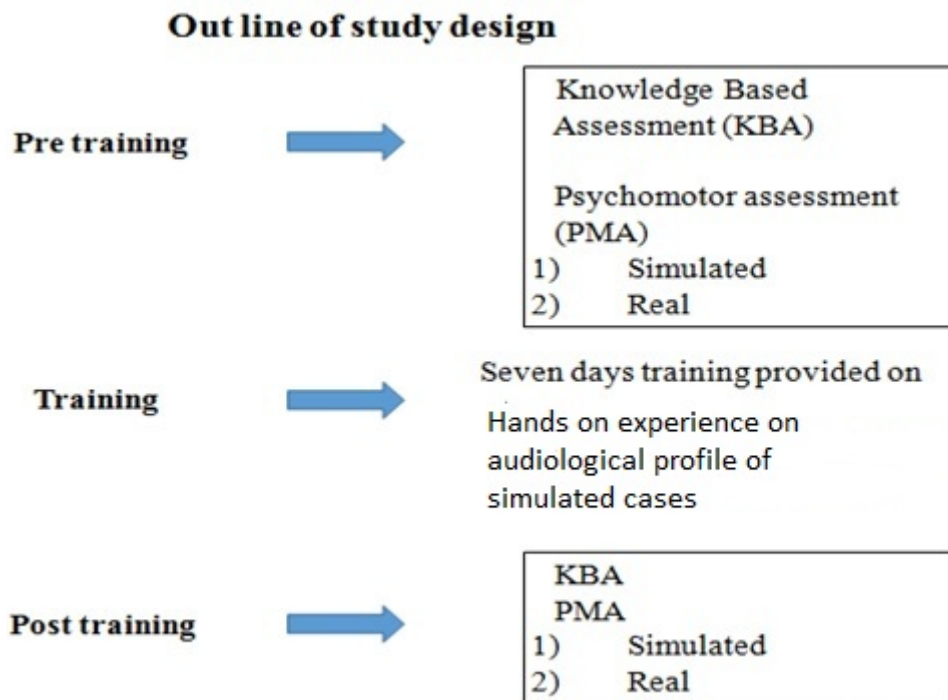 Out line of study design
Pre training
Knowledge Based
Assessment (KBA)
Psychomotor assessment
(PMA)
1) Simulated
2) Real
Training
Seven days training provided on
Hands on experience on
audiological profile of
simulated cases
Post training
KBA
PMA
1) Simulated
2) Real